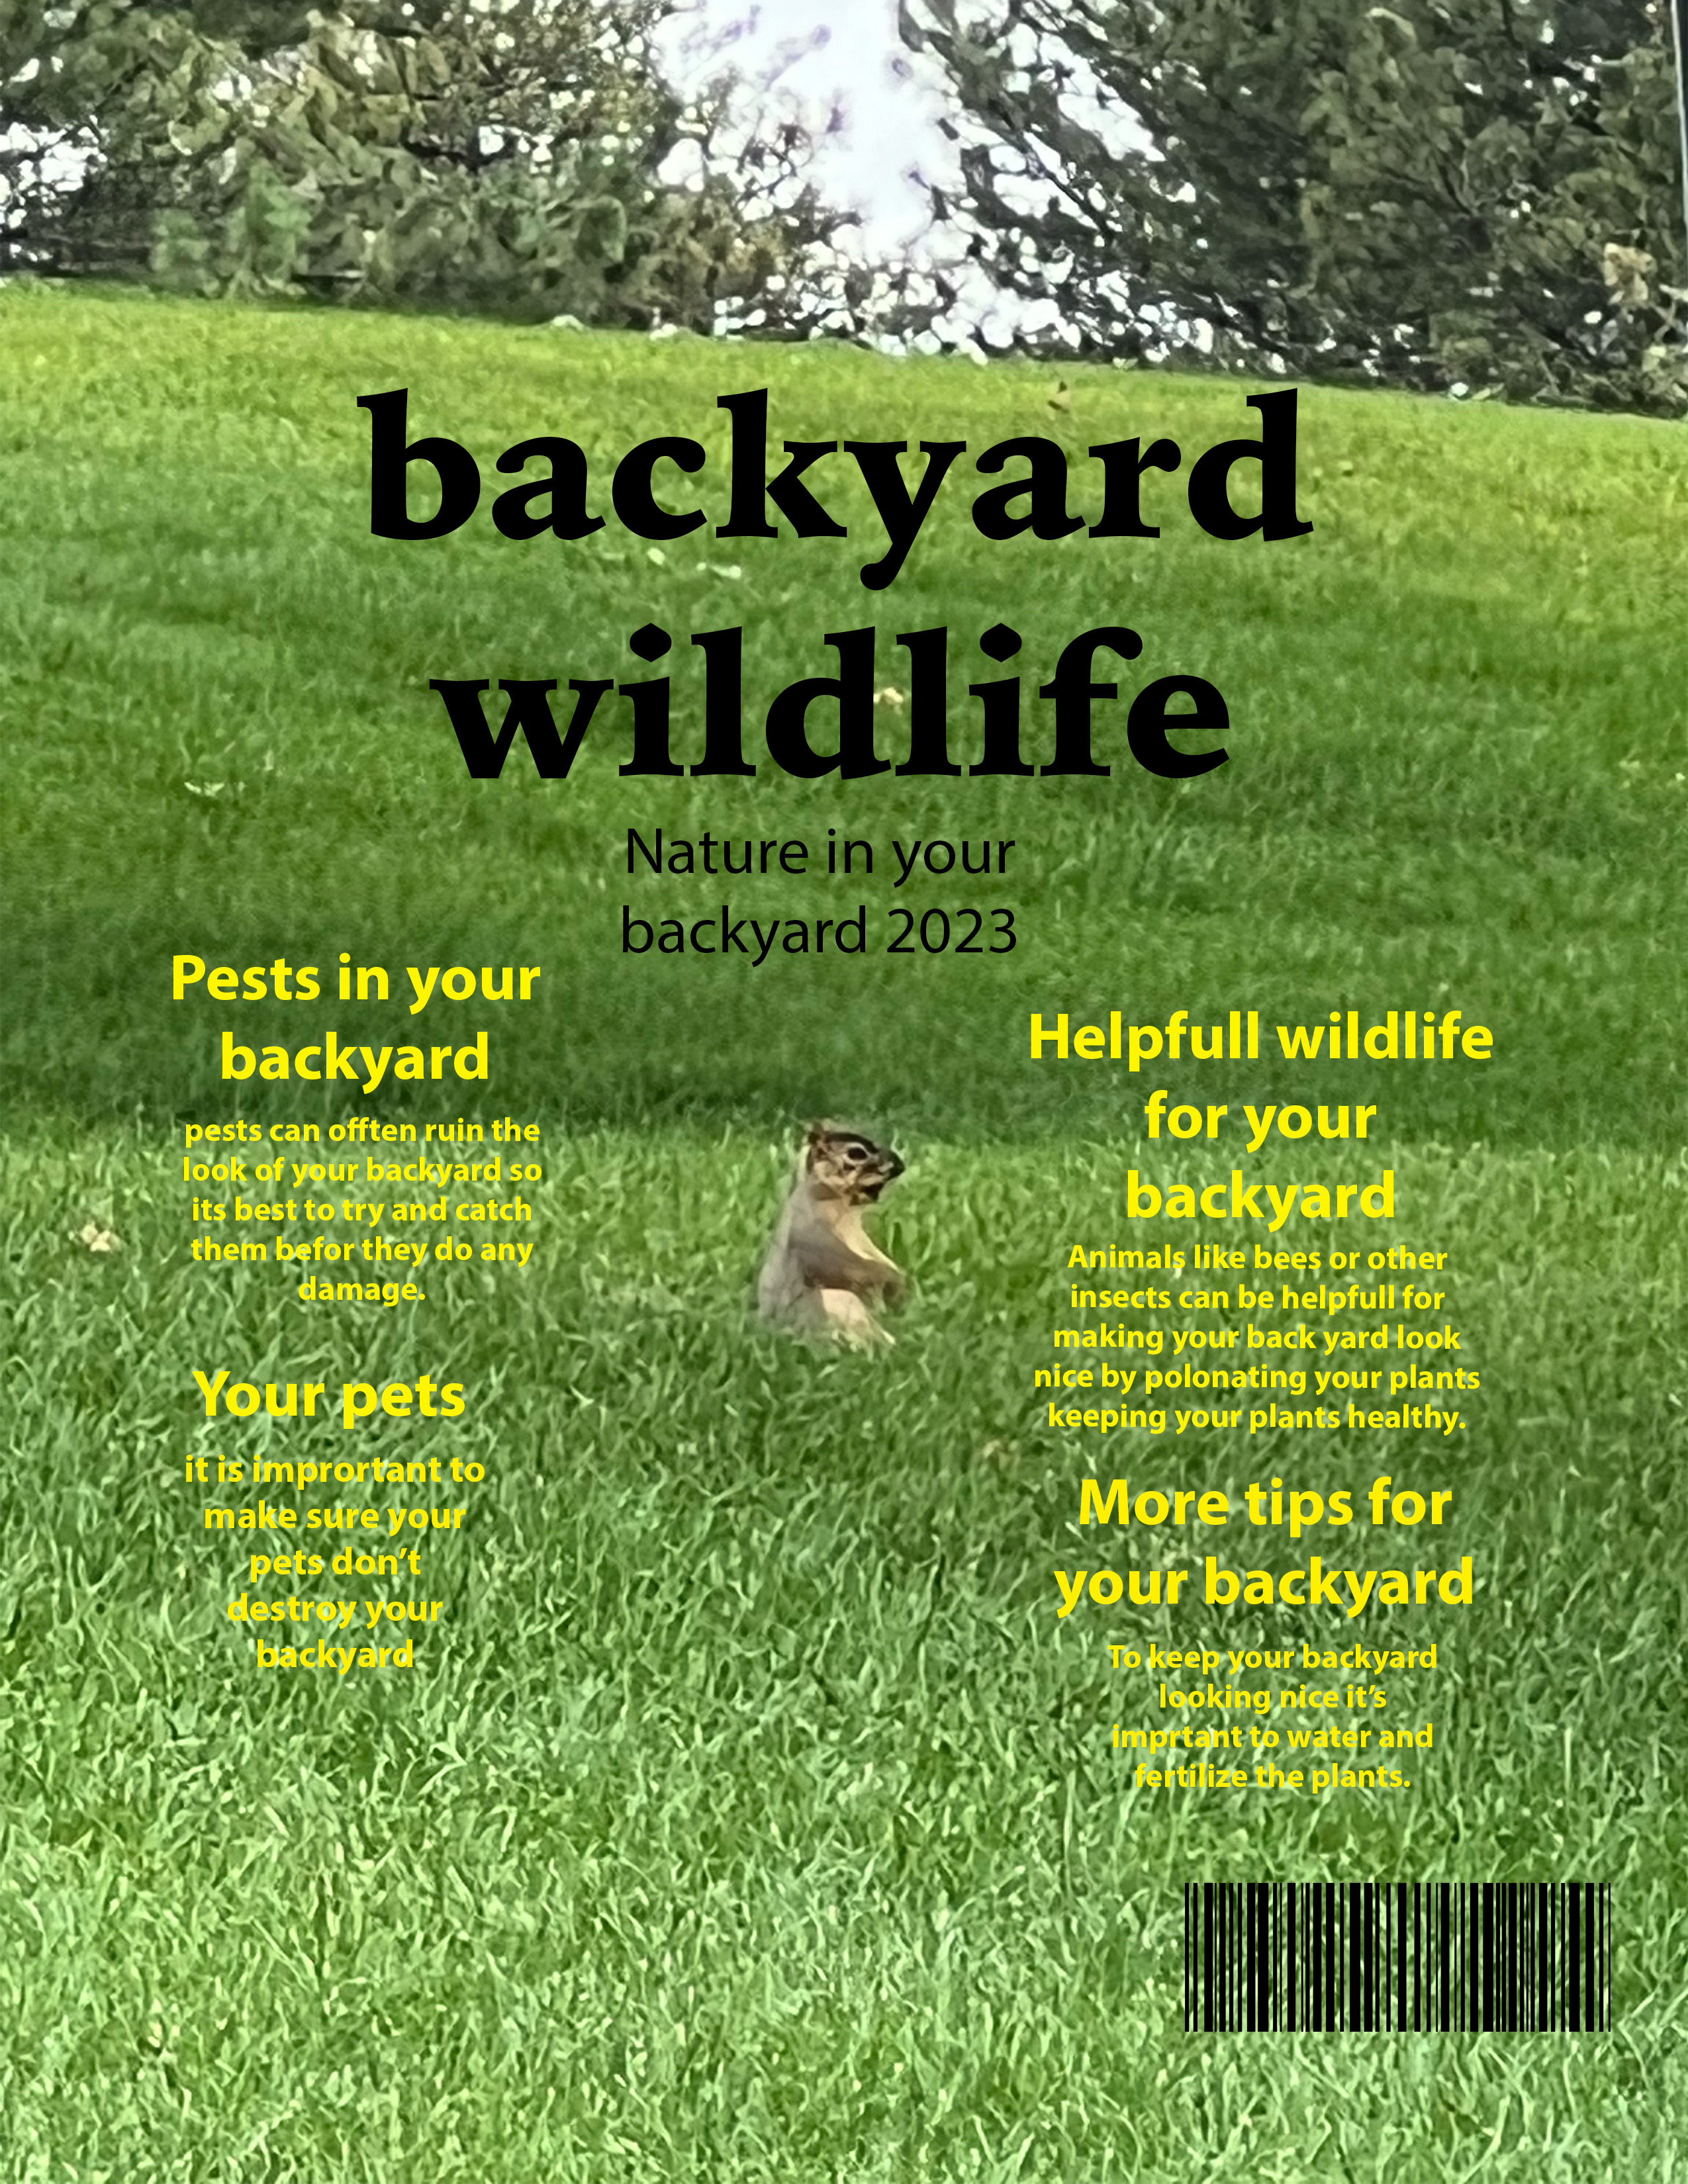 backyard
wildlife
Nature in your
backyard 2023
Pests in your
backyard
pests can offten ruin the
look of your backyard so
its best to try and catch
them befor they do any
damage.
Your pets
it is imprortant to
make sure your
pets don’t
destroy your
backyard
Helpfull wildlife
for your
backyard
Animals like bees or other
insects can be helpfull for
making your back yard look
nice by polonating your plants
keeping your plants healthy.
More tips for
your backyard
To keep your backyard
looking nice it’s
imprtant to water and
fertilize the plants.